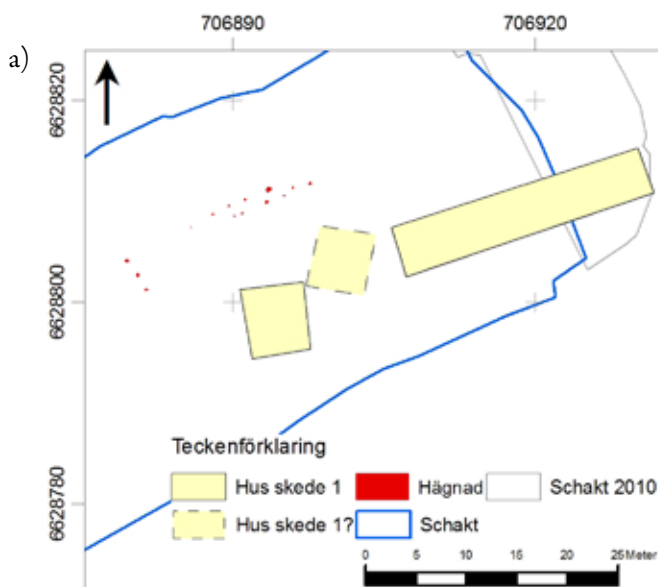 706890 706920
a)
6628820
6628800
6628780
Teckenförklaring
Hus skede 1 Hägnad Schakt 2010
Hus skede 1? Schakt
0 5 10 15 20 25 Meter